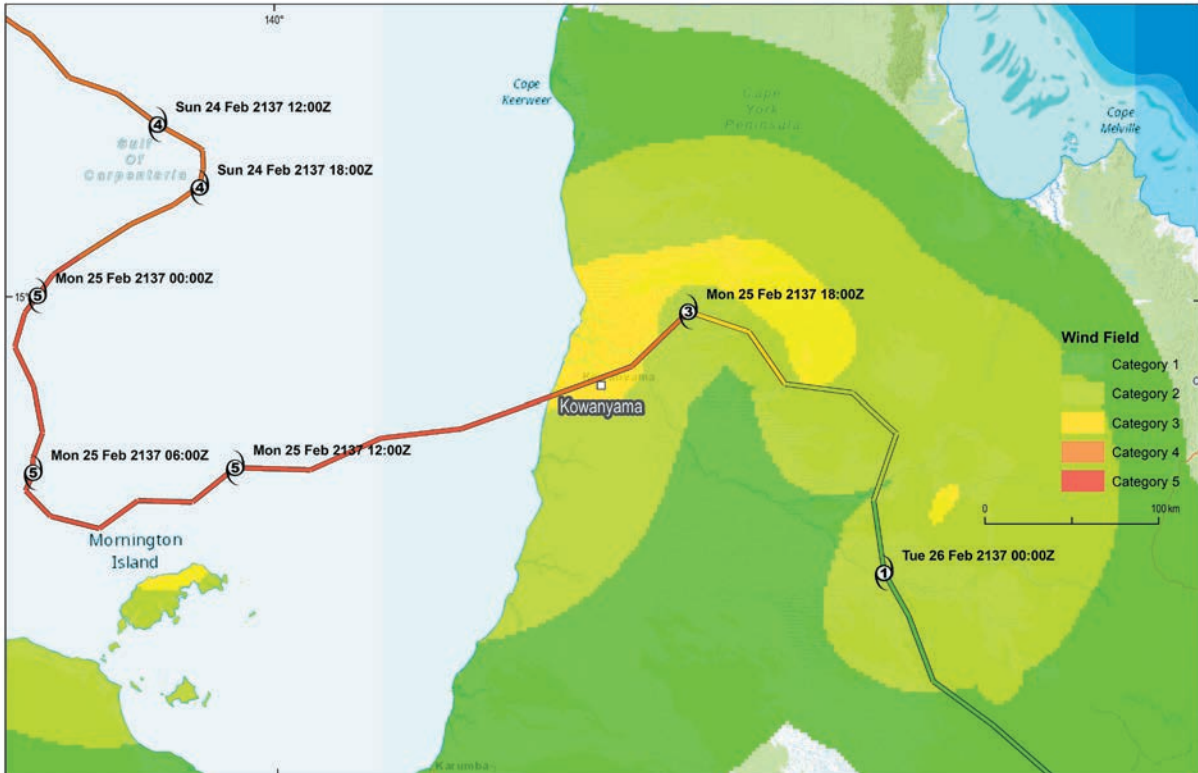 140°
Cape
Keerweer
Cape
York
Peninsula
Cape
Melville
Sun 24 Feb 2137 12:00Z
4
Gulf
Of
Carpentaria
Sun 24 Feb 2137 18:00Z
4
Mon 25 Feb 2137 00:00Z
5
15°
Mon 25 Feb 2137 18:00Z
3
Wind Field
Category 1
Category 2
Category 3
Category 4
Category 5
0
100 km
Kowanyama
Kowanyama
Mon 25 Feb 2137 06:00Z
5
Mon 25 Feb 2137 12:00Z
5
Mornington
Island
Tue 26 Feb 2137 00:00Z
1
Karumba
140°